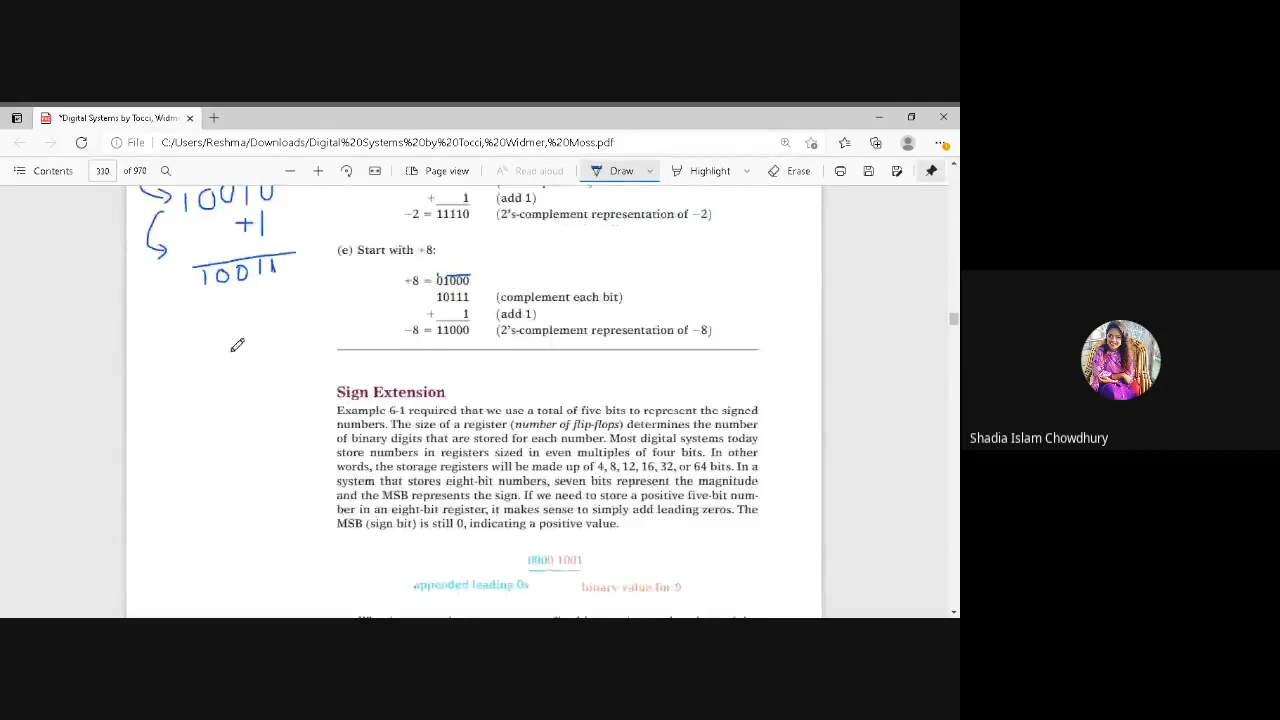 *Digital Systems by Tocci, Widme
File
C:/Users/Reshma/Downloads/Digital%20Systems%20by%20Tocci,%20Widmer,%20Moss.pdf
Contents
330 of 970
Page view
Read aloud
Draw
Highlight
Erase
10010
+1
10011
+ 1 (add 1)
−2 = 11110 (2's-complement representation of −2)
(e) Start with +8:
+8 = 01000
10111 (complement each bit)
+ 1 (add 1)
−8 = 11000 (2's-complement representation of −8)
Sign Extension
Example 6-1 required that we use a total of five bits to represent the signed
numbers. The size of a register (number of flip-flops) determines the number
of binary digits that are stored for each number. Most digital systems today
store numbers in registers sized in even multiples of four bits. In other
words, the storage registers will be made up of 4, 8, 12, 16, 32, or 64 bits. In a
system that stores eight-bit numbers, seven bits represent the magnitude
and the MSB represents the sign. If we need to store a positive five-bit num-
ber in an eight-bit register, it makes sense to simply add leading zeros. The
MSB (sign bit) is still 0, indicating a positive value.
0000 1001
appended leading 0s
binary value for 9
Shadia Islam Chowdhury